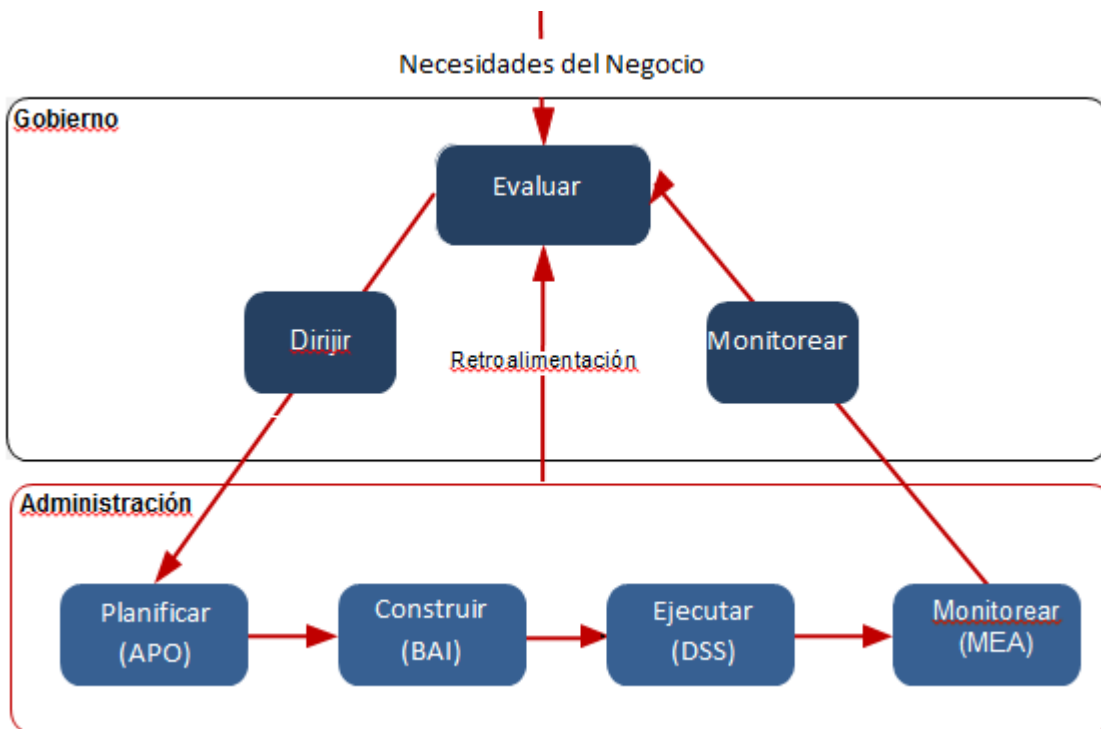 Necesidades del Negocio
Gobierno
Evaluar
Dirijir
Retroalimentación
Monitorear
Administración
Planificar
(APO)
Construir
(BAI)
Ejecutar
(DSS)
Monitorear
(MEA)